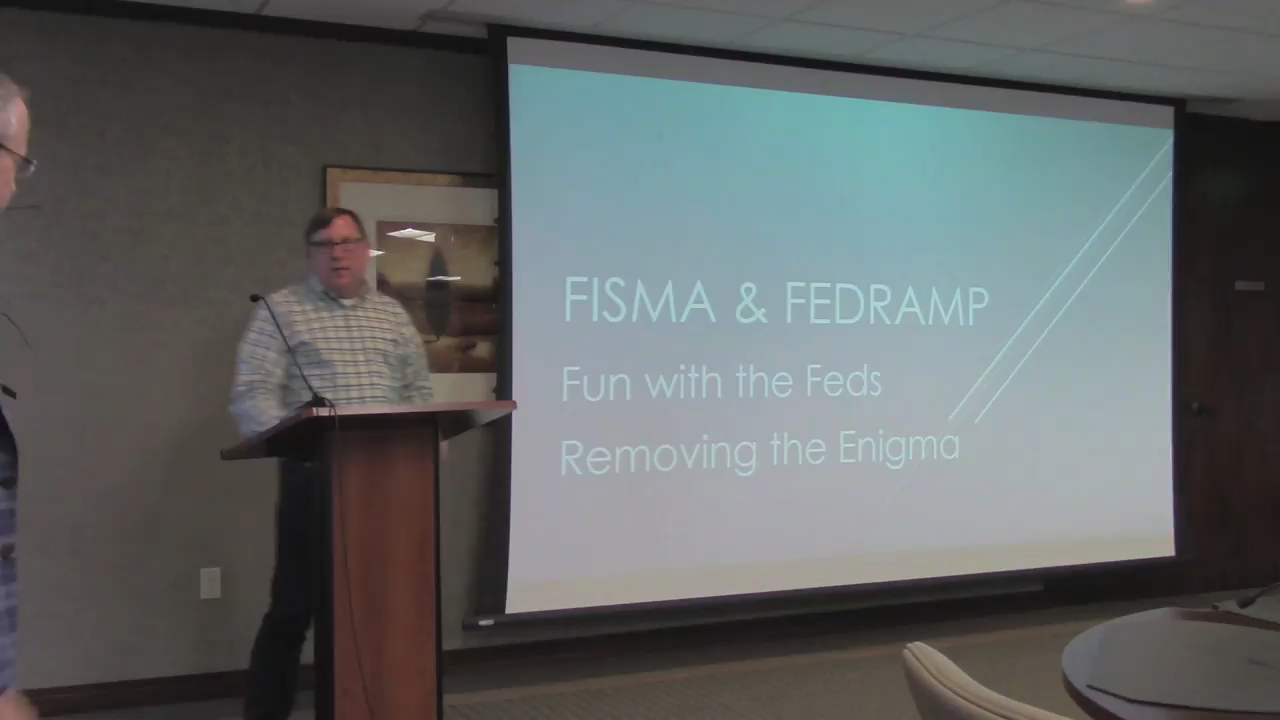 FISMA & FEDRAMP
Fun with the Feds
Removing the Enigma